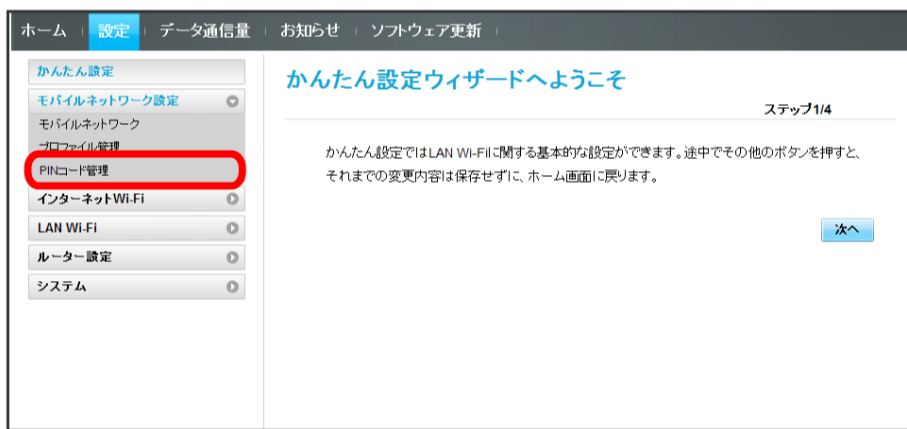 ホーム 設定 データ通信量 お知らせ ソフトウェア更新
かんたん設定
モバイルネットワーク設定
モバイルネットワーク
プロファイル管理
PINコード管理
インターネットWi-Fi
LAN Wi-Fi
ルーター設定
システム
かんたん設定ウィザードへようこそ
ステップ1/4
かんたん設定ではLAN Wi-Fiに関する基本的な設定ができます。途中でその他のボタンを押すと、
それまでの変更内容は保存せずに、ホーム画面に戻ります。
次へ